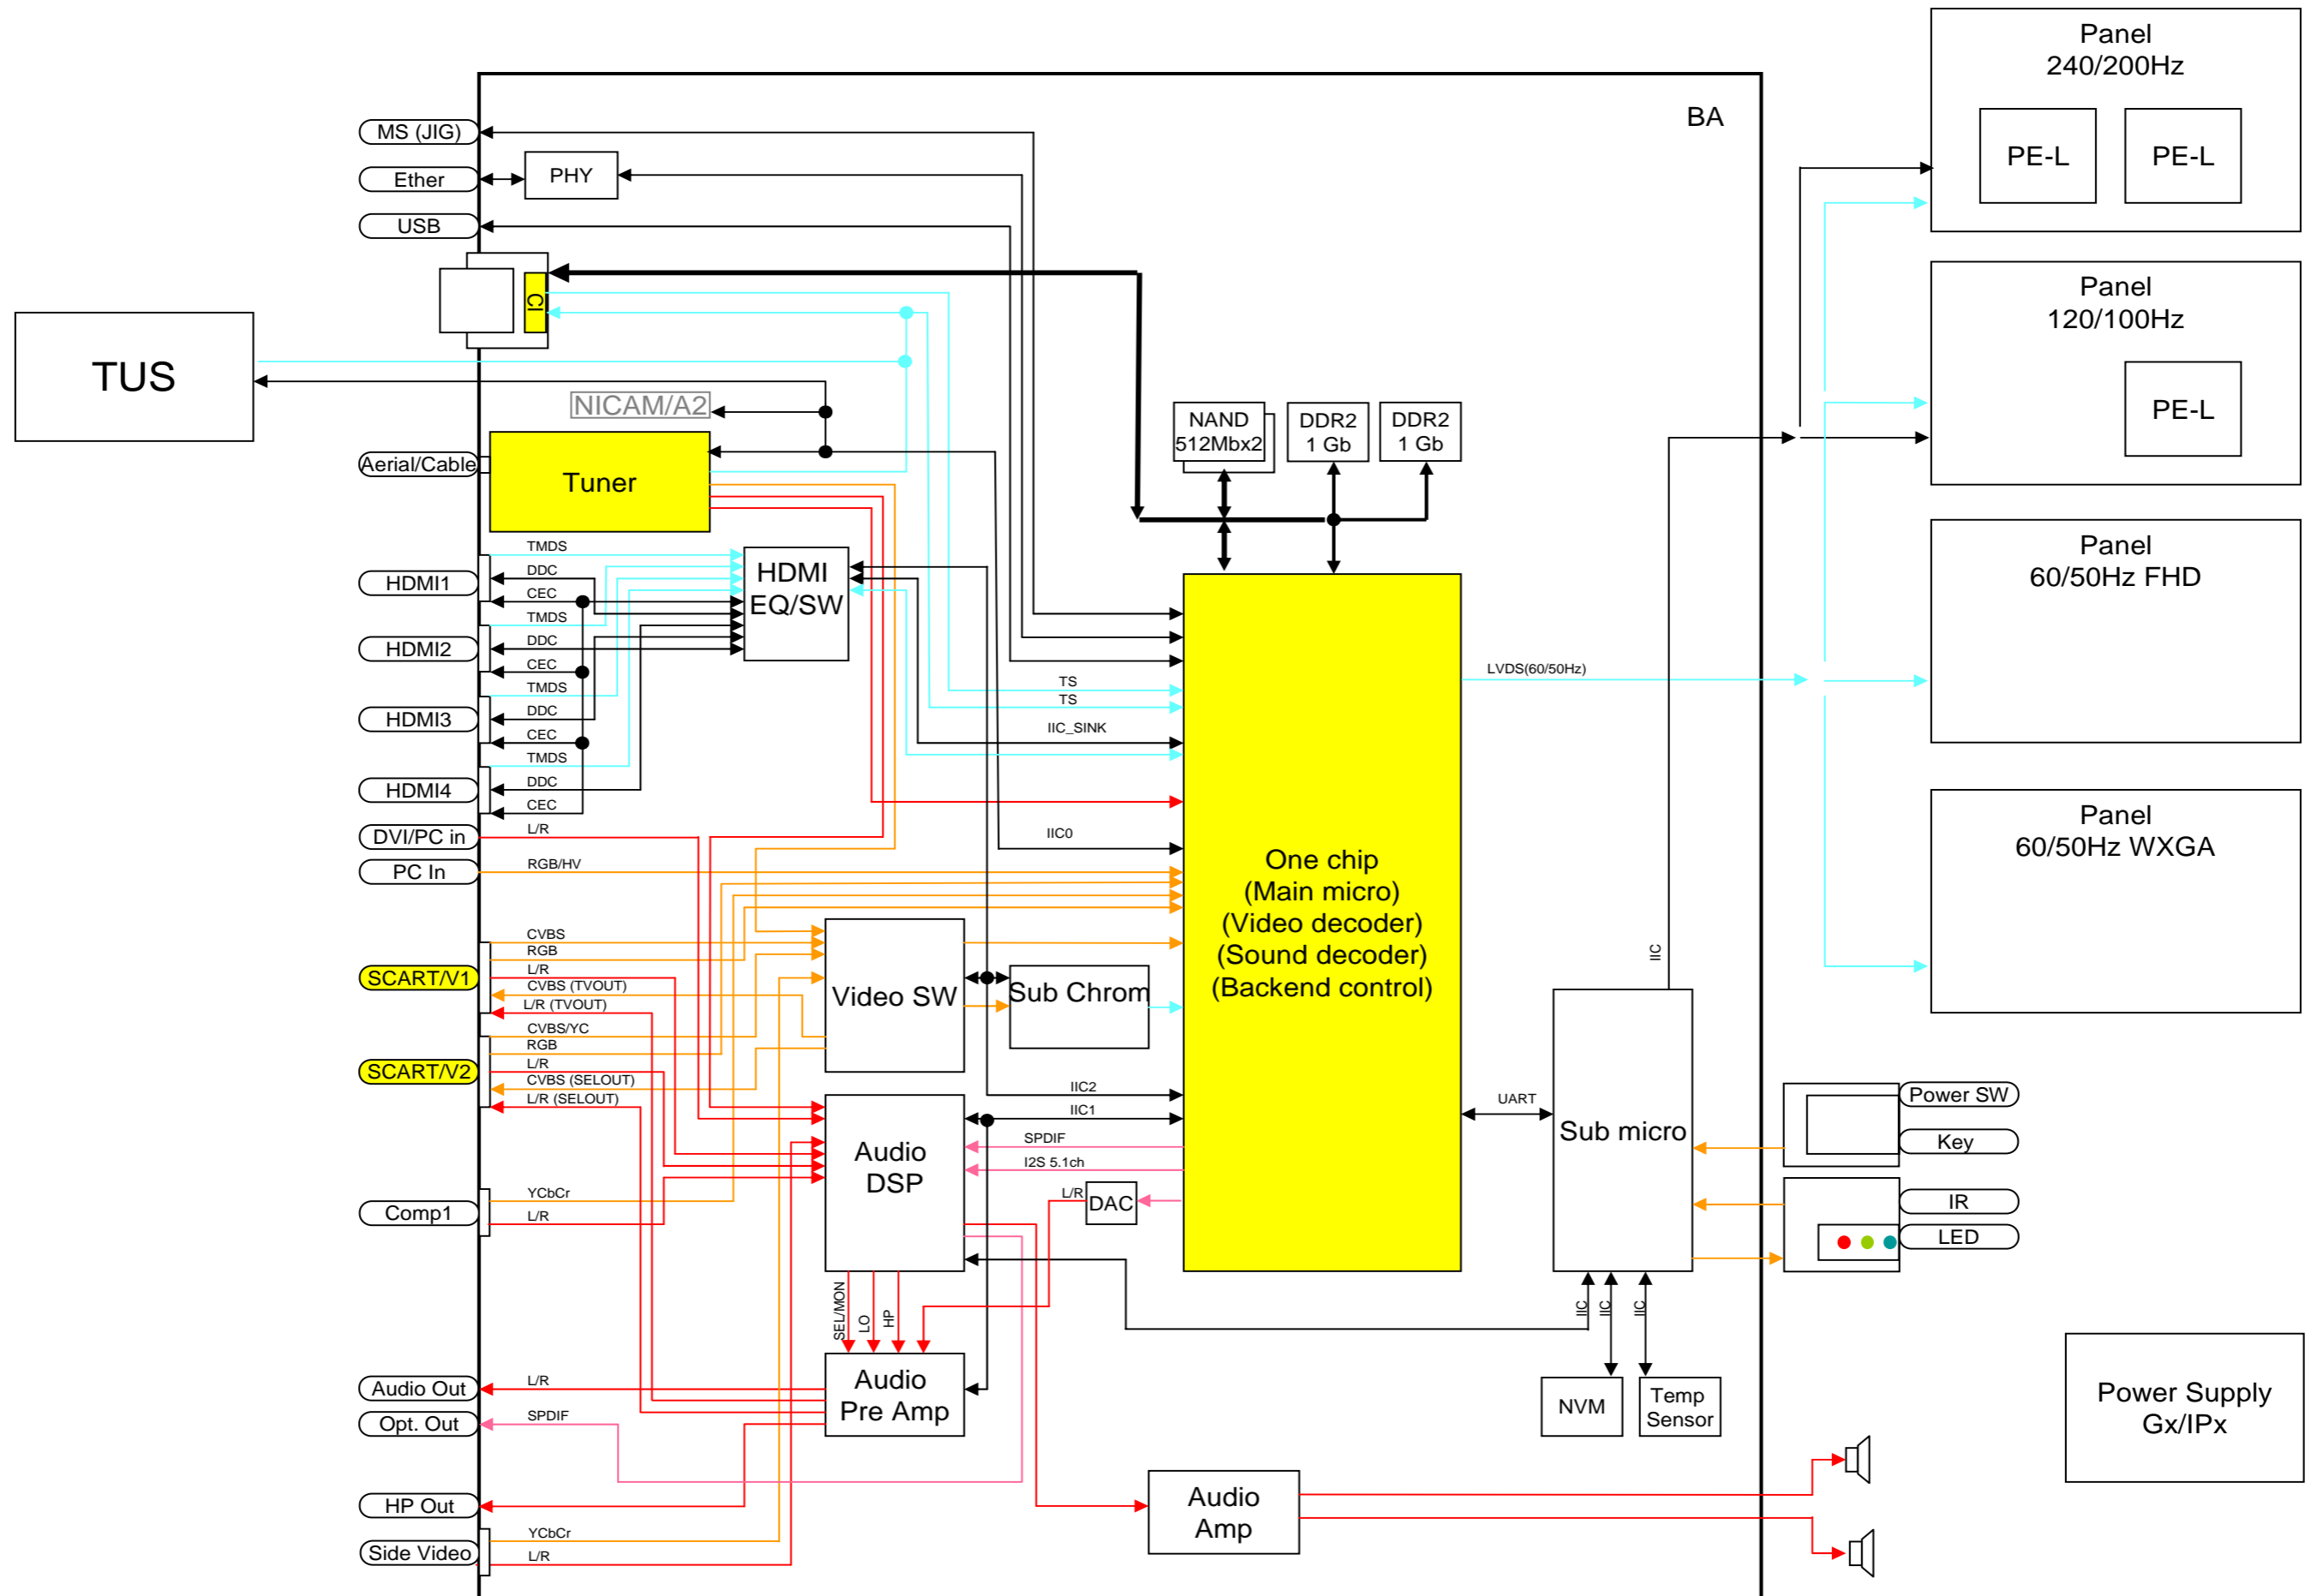 Panel
240/200Hz
PE-L
PE-L
BA
MS (JIG)
Ether
PHY
USB
CI
TUS
NICAM/A2
Aerial/Cable
Tuner
NAND
512Mbx2
DDR2
1 Gb
DDR2
1 Gb
Panel
120/100Hz
PE-L
HDMI1
TMDS
DDC
CEC
HDMI2
TMDS
DDC
CEC
HDMI3
TMDS
DDC
CEC
HDMI4
TMDS
DDC
CEC
HDMI
EQ/SW
TS
TS
IIC_SINK
IIC0
LVDS(60/50Hz)
Panel
60/50Hz FHD
Panel
60/50Hz WXGA
DVI/PC in
L/R
PC In
RGB/HV
One chip
(Main micro)
(Video decoder)
(Sound decoder)
(Backend control)
SCART/V1
CVBS
RGB
L/R
CVBS (TVOUT)
L/R (TVOUT)
SCART/V2
CVBS/YC
RGB
L/R
CVBS (SELOUT)
L/R (SELOUT)
Video SW
Sub Chrom
IIC
IIC2
IIC1
SPDIF
I2S 5.1ch
L/R
DAC
Audio
DSP
UART
Sub micro
Power SW
Key
IR
LED
Comp1
YCbCr
L/R
SEL/MON
LO
HP
IIC
IIC
IIC
Audio
Pre Amp
NVM
Temp
Sensor
Power Supply
Gx/IPx
Audio Out
L/R
Opt. Out
SPDIF
HP Out
Audio
Amp
Side Video
YCbCr
L/R